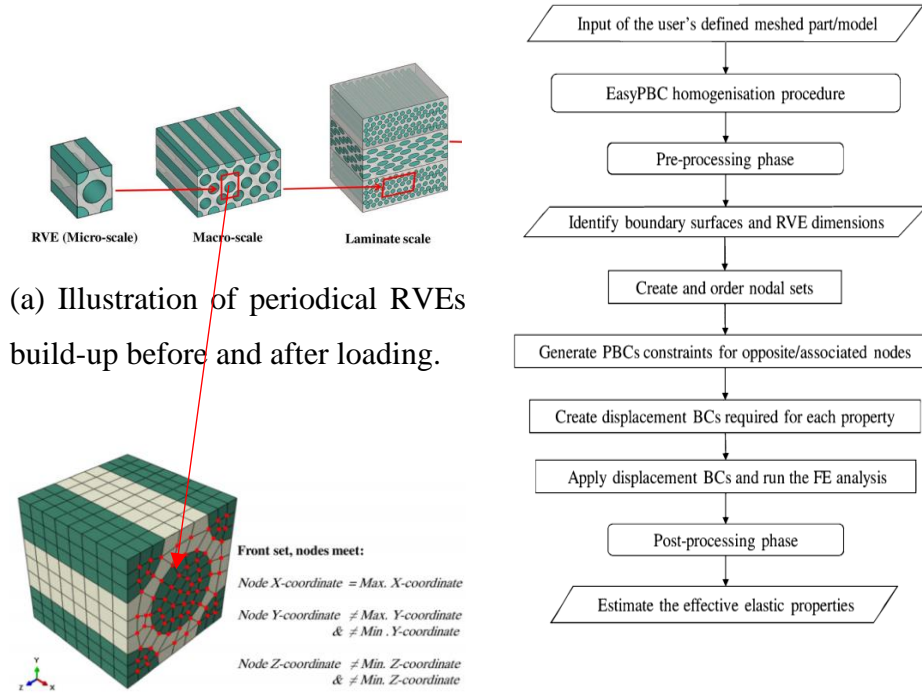 RVE (Micro-scale)
Macro-scale
Laminate scale
(a) Illustration of periodical RVEs
build-up before and after loading.
Front set, nodes meet:
Node X-coordinate = Max. X-coordinate
Node Y-coordinate ≠ Max. Y-coordinate
& ≠ Min . Y-coordinate
Node Z-coordinate ≠ Min. Z-coordinate
& ≠ Min. Z-coordinate
Y
Z
X
Input of the user's defined meshed part/model
EasyPBC homogenisation procedure
Pre-processing phase
Identify boundary surfaces and RVE dimensions
Create and order nodal sets
Generate PBCs constraints for opposite/associated nodes
Create displacement BCs required for each property
Apply displacement BCs and run the FE analysis
Post-processing phase
Estimate the effective elastic properties